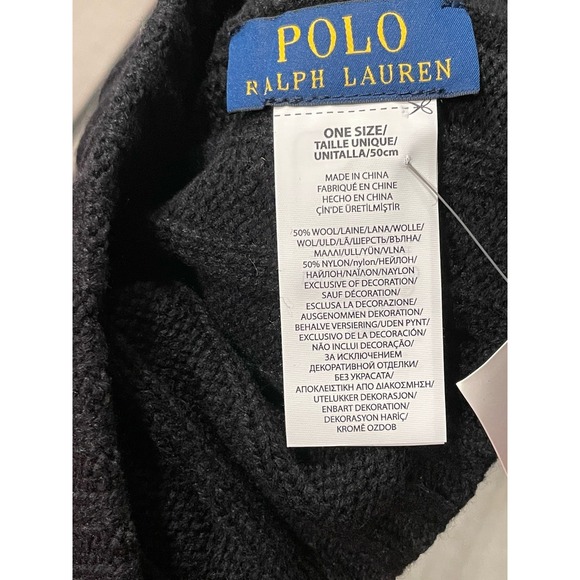 POLO
RALPH LAUREN
ONE SIZE/
TAILLE UNIQUE/
UNITALLA/50cm
MADE IN CHINA
FABRIQUÉ EN CHINE
HECHO EN CHINA
ÇİN'DE ÜRETİLMİŞTİR
50% WOOL/LAINE/LANA/WOLLE/
WOL/ULD/LÃ/ШЕРСТЬ/ВЪЛНА/
ΜΑΛΛΙ/ULL/YÜN/VLNA
50% NYLON/nylon/НЕЙЛОН/
НАЙЛОН/ΝΑΪΛΟΝ/NAYLON
EXCLUSIVE OF DECORATION/
SAUF DÉCORATION/
ESCLUSA LA DECORAZIONE/
AUSGENOMMEN DEKORATION/
BEHALVE VERSIERING/UDEN PYNT/
EXCLUSIVO DE LA DECORACIÓN/
NÃO INCLUI DECORAÇÃO/
ЗА ИСКЛЮЧЕНИЕМ
ДЕКОРАТИВНОЙ ОТДЕЛКИ/
БЕЗ УКРАСАТА/
ΑΠΟΚΛΕΙΣΤΙΚΗ ΑΠΟ ΔΙΑΚΟΣΜΗΣΗ/
UTELUKKER DEKORASJON/
ENBART DEKORATION/
DEKORASYON HARİÇ/
KROMĚ OZDOB